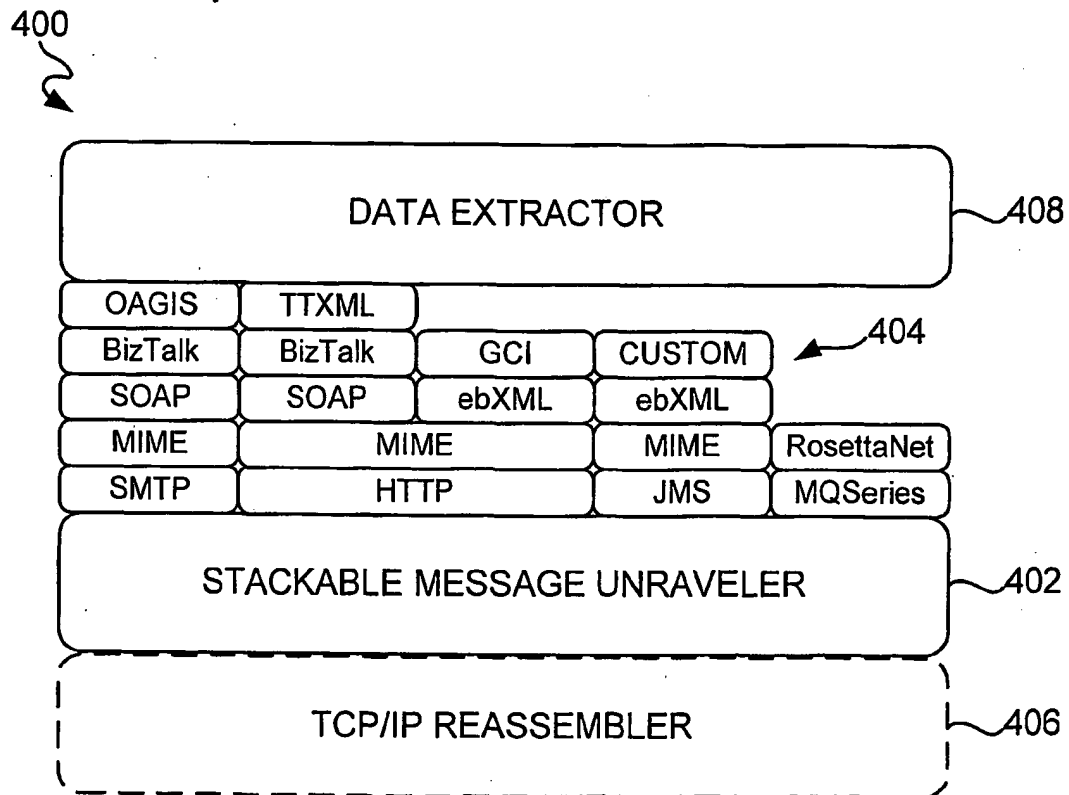 400
DATA EXTRACTOR
408
OAGIS TTXML
404
BizTalk BizTalk GCI CUSTOM
SOAP SOAP ebXML ebXML
MIME MIME MIME RosettaNet
SMTP HTTP JMS MQSeries
STACKABLE MESSAGE UNRAVELER
402
TCP/IP REASSEMBLER
406